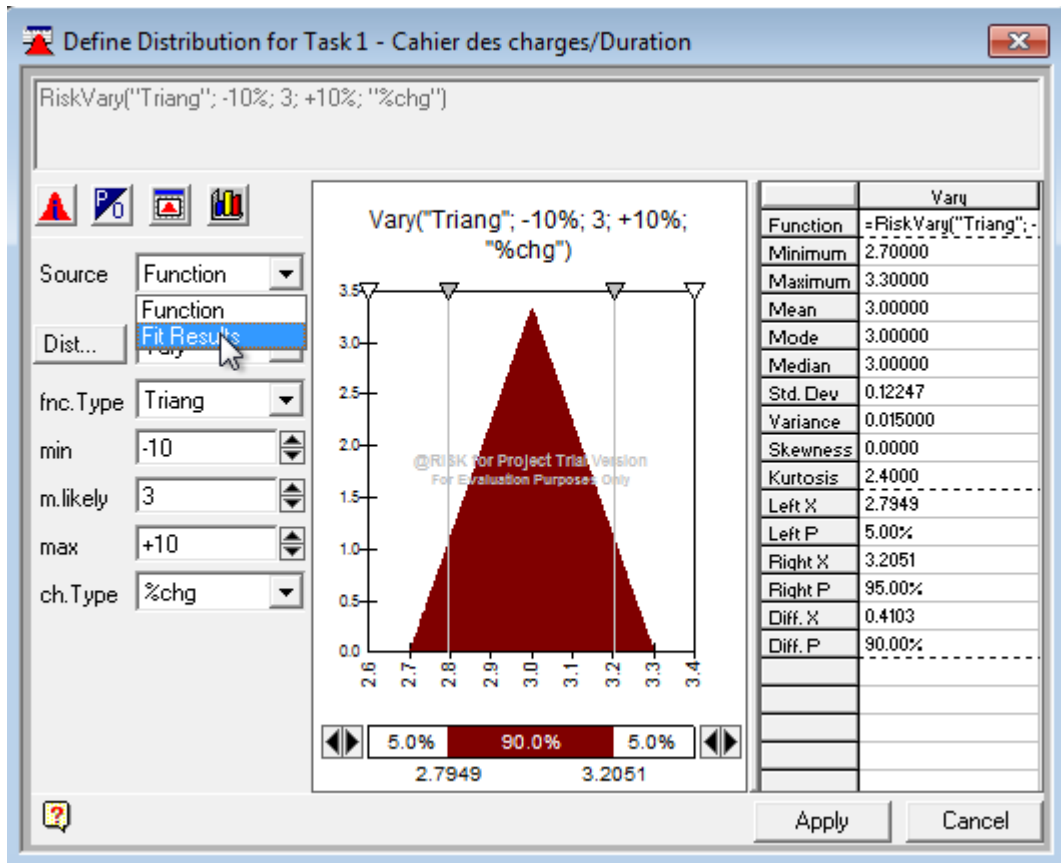 Define Distribution for Task 1 - Cahier des charges/Duration
RiskVary("Triang"; -10%; 3; +10%; "%chg")
Source
Function
Function
Fit Results
Dist...
fnc.Type
Triang
min
-10
m.likely
3
max
+10
ch.Type
%chg
Vary("Triang"; -10%; 3; +10%;
"%chg")
3.5
3.0
2.5
2.0
1.5
1.0
0.5
0.0
@RISK for Project Trial Version
For Evaluation Purposes Only
2.6
2.7
2.8
2.9
3.0
3.1
3.2
3.3
3.4
5.0% 90.0% 5.0%
2.7949 3.2051
Vary
Function =RiskVary("Triang"; -
Minimum 2.70000
Maximum 3.30000
Mean 3.00000
Mode 3.00000
Median 3.00000
Std. Dev 0.12247
Variance 0.015000
Skewness 0.0000
Kurtosis 2.4000
Left X 2.7949
Left P 5.00%
Right X 3.2051
Right P 95.00%
Diff. X 0.4103
Diff. P 90.00%
Apply
Cancel